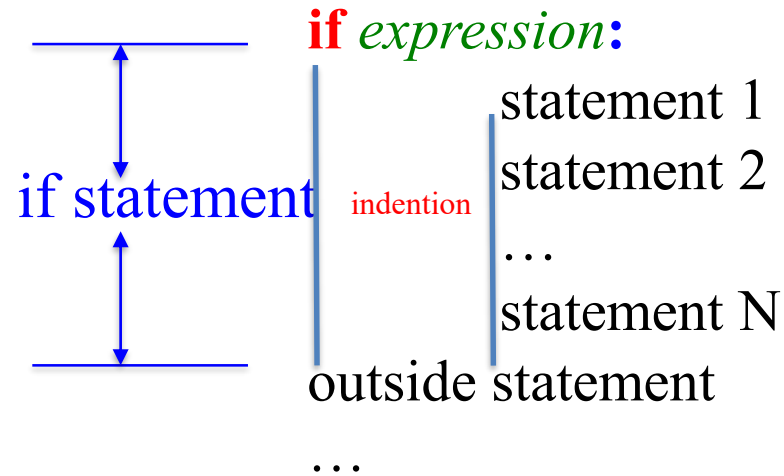 if expression:
statement 1
statement 2
if statement
indention
…
statement N
outside statement
…